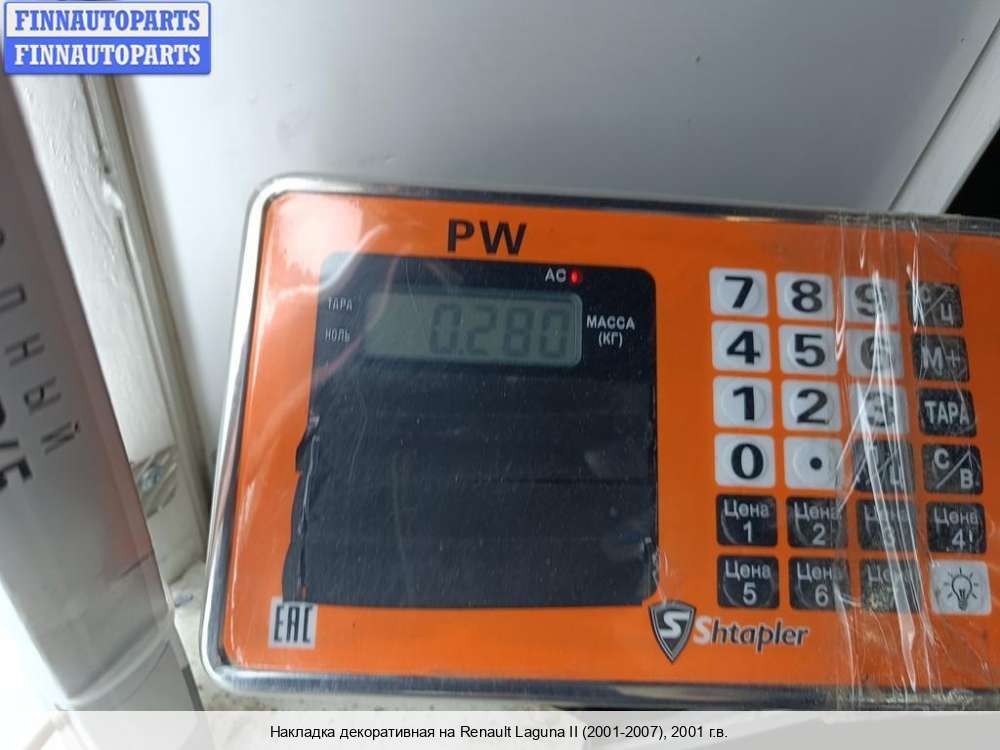 FINNAUTOPARTS
FINNAUTOPARTS
PW
AC
ТАРА
НОЛЬ
0.280
МАССА
(КГ)
7 8 9
4 5 6 М+
1 2 3 ТАРА
0 . С/В
Цена 1 Цена 2 Цена 3 Цена 4
Цена 5 Цена 6
EAC
Shtapler
Накладка декоративная на Renault Laguna II (2001-2007), 2001 г.в.